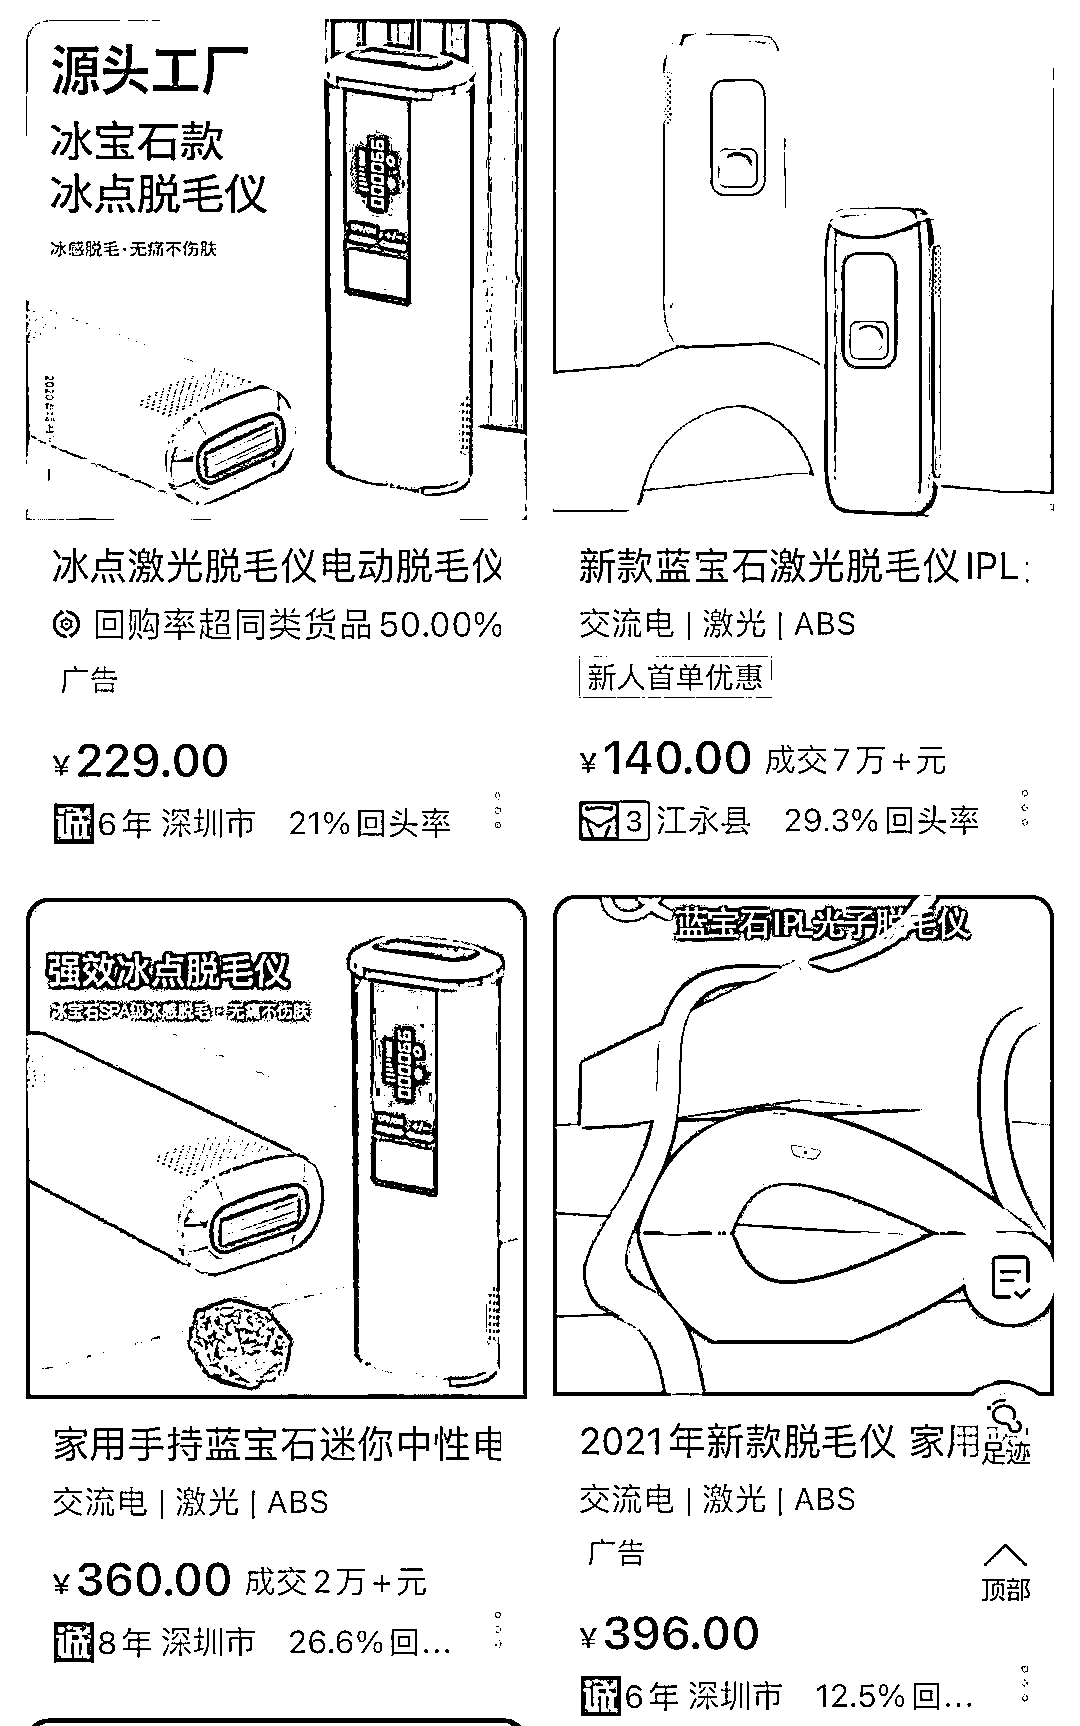 源头工厂
冰宝石款
冰点脱毛仪
冰感脱毛·无痛不伤肤
000066
冰点激光脱毛仪电动脱毛仪
回购率超同类货品50.00%
广告
¥229.00
诚6年 深圳市 21%回头率
新款蓝宝石激光脱毛仪IPL
交流电 | 激光 | ABS
新人首单优惠
¥140.00 成交7万+元
3 江永县 29.3%回头率
强效冰点脱毛仪
冰宝石SPA级冰感脱毛 · 无痛不伤肤
000066
家用手持蓝宝石迷你中性电
交流电 | 激光 | ABS
¥360.00 成交2万+元
诚8年 深圳市 26.6%回...
蓝宝石IPL光子脱毛仪
2021年新款脱毛仪 家用
足迹
交流电 | 激光 | ABS
广告
顶部
¥396.00
诚6年 深圳市 12.5%回...